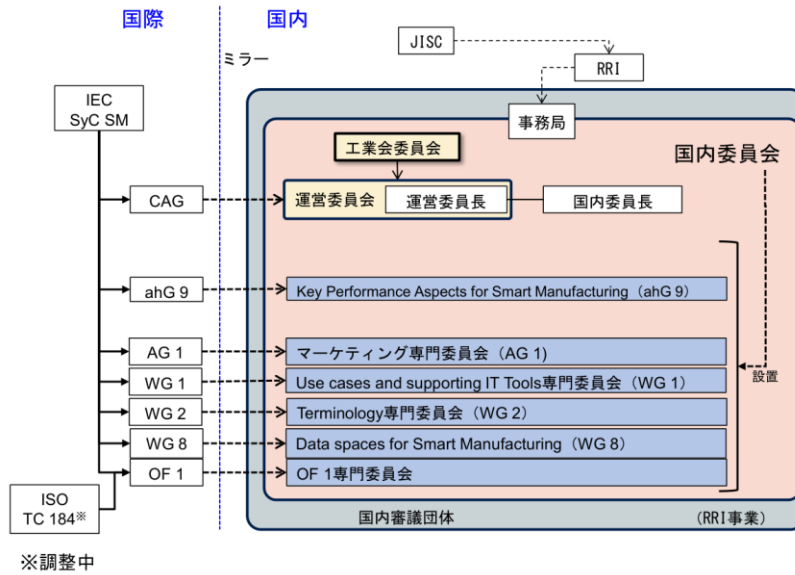 国際
国内
ミラー
JISC
RRI
IEC
SyC SM
事務局
工業会委員会
国内委員会
CAG
運営委員会
運営委員長
国内委員長
ahG 9
Key Performance Aspects for Smart Manufacturing（ahG 9）
AG 1
マーケティング専門委員会（AG 1）
設置
WG 1
Use cases and supporting IT Tools専門委員会（WG 1）
WG 2
Terminology専門委員会（WG 2）
WG 8
Data spaces for Smart Manufacturing（WG 8）
OF 1
OF 1専門委員会
ISO
TC 184※
国内審議団体
（RRI事業）
※調整中